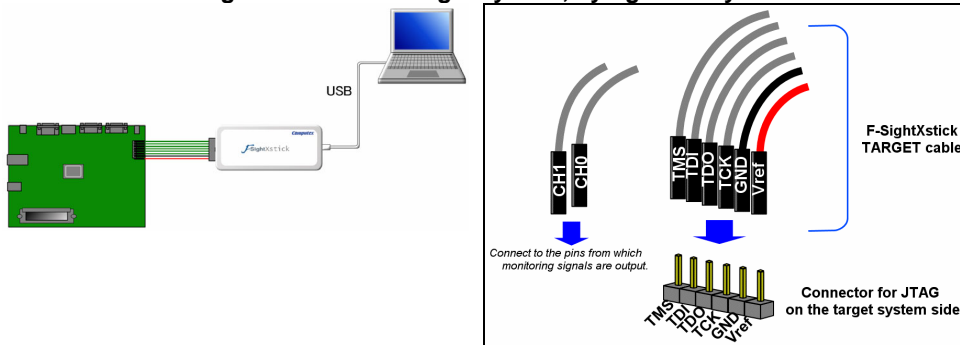 USB
Computex
F-SightXstick
CH1
CH0
TMS
TDI
TDO
TCK
GND
Vref
F-SightXstick
TARGET cable
Connect to the pins from which
monitoring signals are output.
TMS
TDI
TDO
TCK
GND
Vref
Connector for JTAG
on the target system side